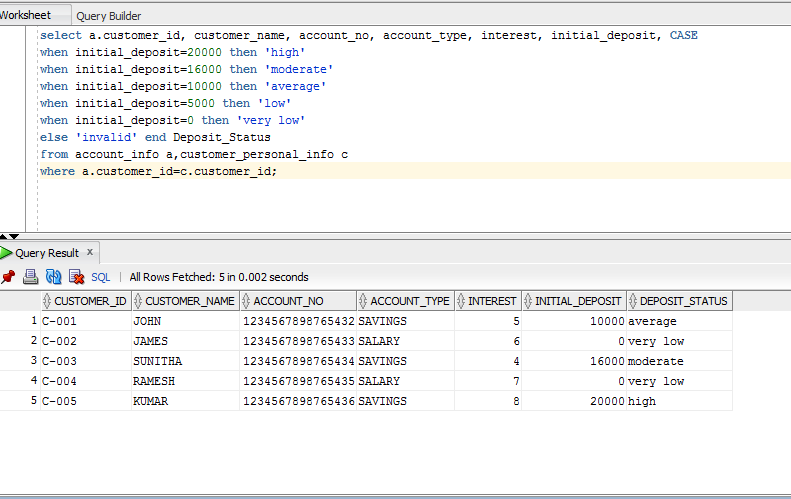 Worksheet Query Builder
select a.customer_id, customer_name, account_no, account_type, interest, initial_deposit, CASE
when initial_deposit=20000 then 'high'
when initial_deposit=16000 then 'moderate'
when initial_deposit=10000 then 'average'
when initial_deposit=5000 then 'low'
when initial_deposit=0 then 'very low'
else 'invalid' end Deposit_Status
from account_info a,customer_personal_info c
where a.customer_id=c.customer_id;
Query Result x
SQL | All Rows Fetched: 5 in 0.002 seconds
CUSTOMER_ID CUSTOMER_NAME ACCOUNT_NO ACCOUNT_TYPE INTEREST INITIAL_DEPOSIT DEPOSIT_STATUS
1 C-001 JOHN 1234567898765432 SAVINGS 5 10000 average
2 C-002 JAMES 1234567898765433 SALARY 6 0 very low
3 C-003 SUNITHA 1234567898765434 SAVINGS 4 16000 moderate
4 C-004 RAMESH 1234567898765435 SALARY 7 0 very low
5 C-005 KUMAR 1234567898765436 SAVINGS 8 20000 high